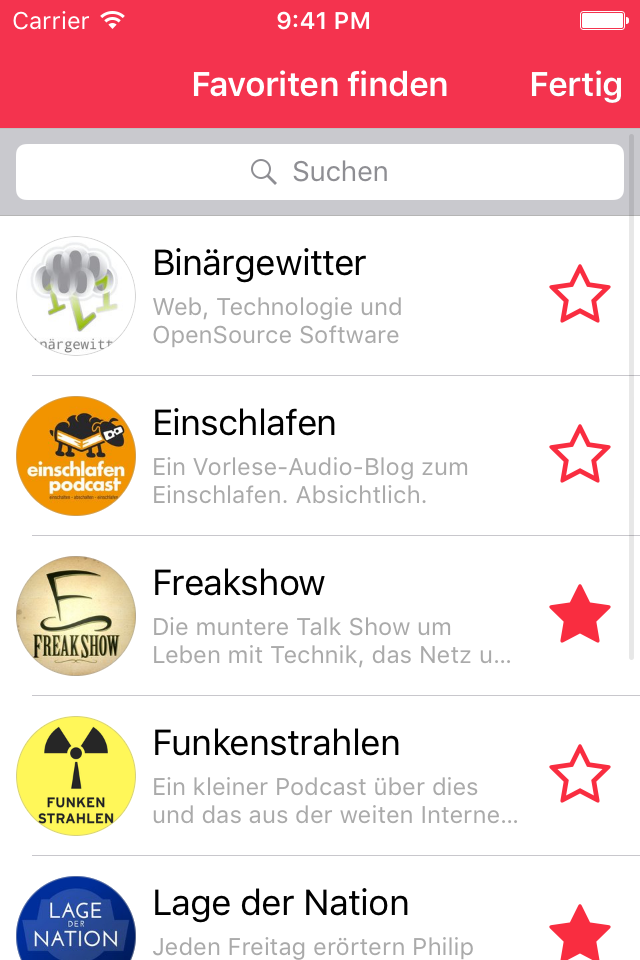 Carrier 9:41 PM
Favoriten finden Fertig
Suchen
Binärgewitter
Web, Technologie und
OpenSource Software
närgewitt
Einschlafen
Ein Vorlese-Audio-Blog zum
Einschlafen. Absichtlich.
einschlafen
podcast
Freakshow
Die muntere Talk Show um
Leben mit Technik, das Netz u...
F
FREAK SHOW
Funkenstrahlen
Ein kleiner Podcast über dies
und das aus der weiten Interne...
FUNKEN
STRAHLEN
Lage der Nation
Jeden Freitag erörtern Philip
LAGE
DER
NATION